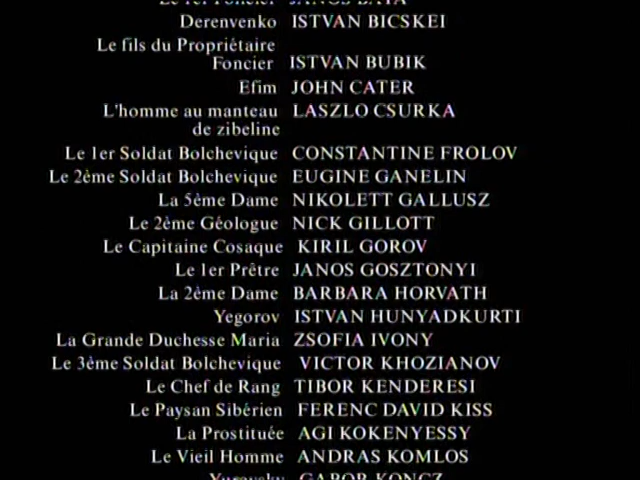 Derenvenko ISTVAN BICSKEI
Le fils du Propriétaire
Foncier ISTVAN BUBIK
Efim JOHN CATER
L'homme au manteau LASZLO CSURKA
de zibeline
Le 1er Soldat Bolchevique CONSTANTINE FROLOV
Le 2ème Soldat Bolchevique EUGINE GANELIN
La 5ème Dame NIKOLETT GALLUSZ
Le 2ème Géologue NICK GILLOTT
Le Capitaine Cosaque KIRIL GOROV
Le 1er Prêtre JANOS GOSZTONYI
La 2ème Dame BARBARA HORVATH
Yegorov ISTVAN HUNYADKURTI
La Grande Duchesse Maria ZSOFIA IVONY
Le 3ème Soldat Bolchevique VICTOR KHOZIANOV
Le Chef de Rang TIBOR KENDERESI
Le Paysan Sibérien FERENC DAVID KISS
La Prostituée AGI KOKENYESSY
Le Vieil Homme ANDRAS KOMLOS
GABOR KONCZ